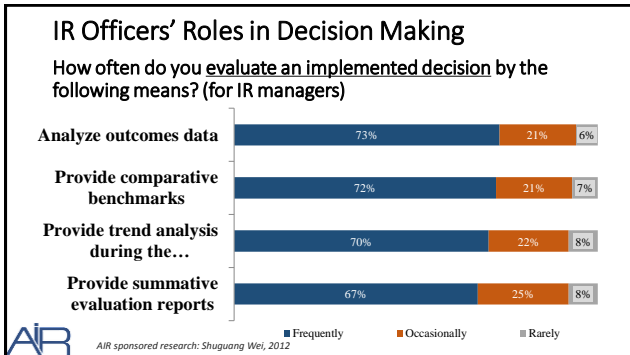 IR Officers' Roles in Decision Making
How often do you evaluate an implemented decision by the
following means? (for IR managers)
Analyze outcomes data
73%
21%
6%
Provide comparative
benchmarks
72%
21%
7%
Provide trend analysis
during the…
70%
22%
8%
Provide summative
evaluation reports
67%
25%
8%
Frequently
Occasionally
Rarely
AIR
AIR sponsored research: Shuguang Wei, 2012